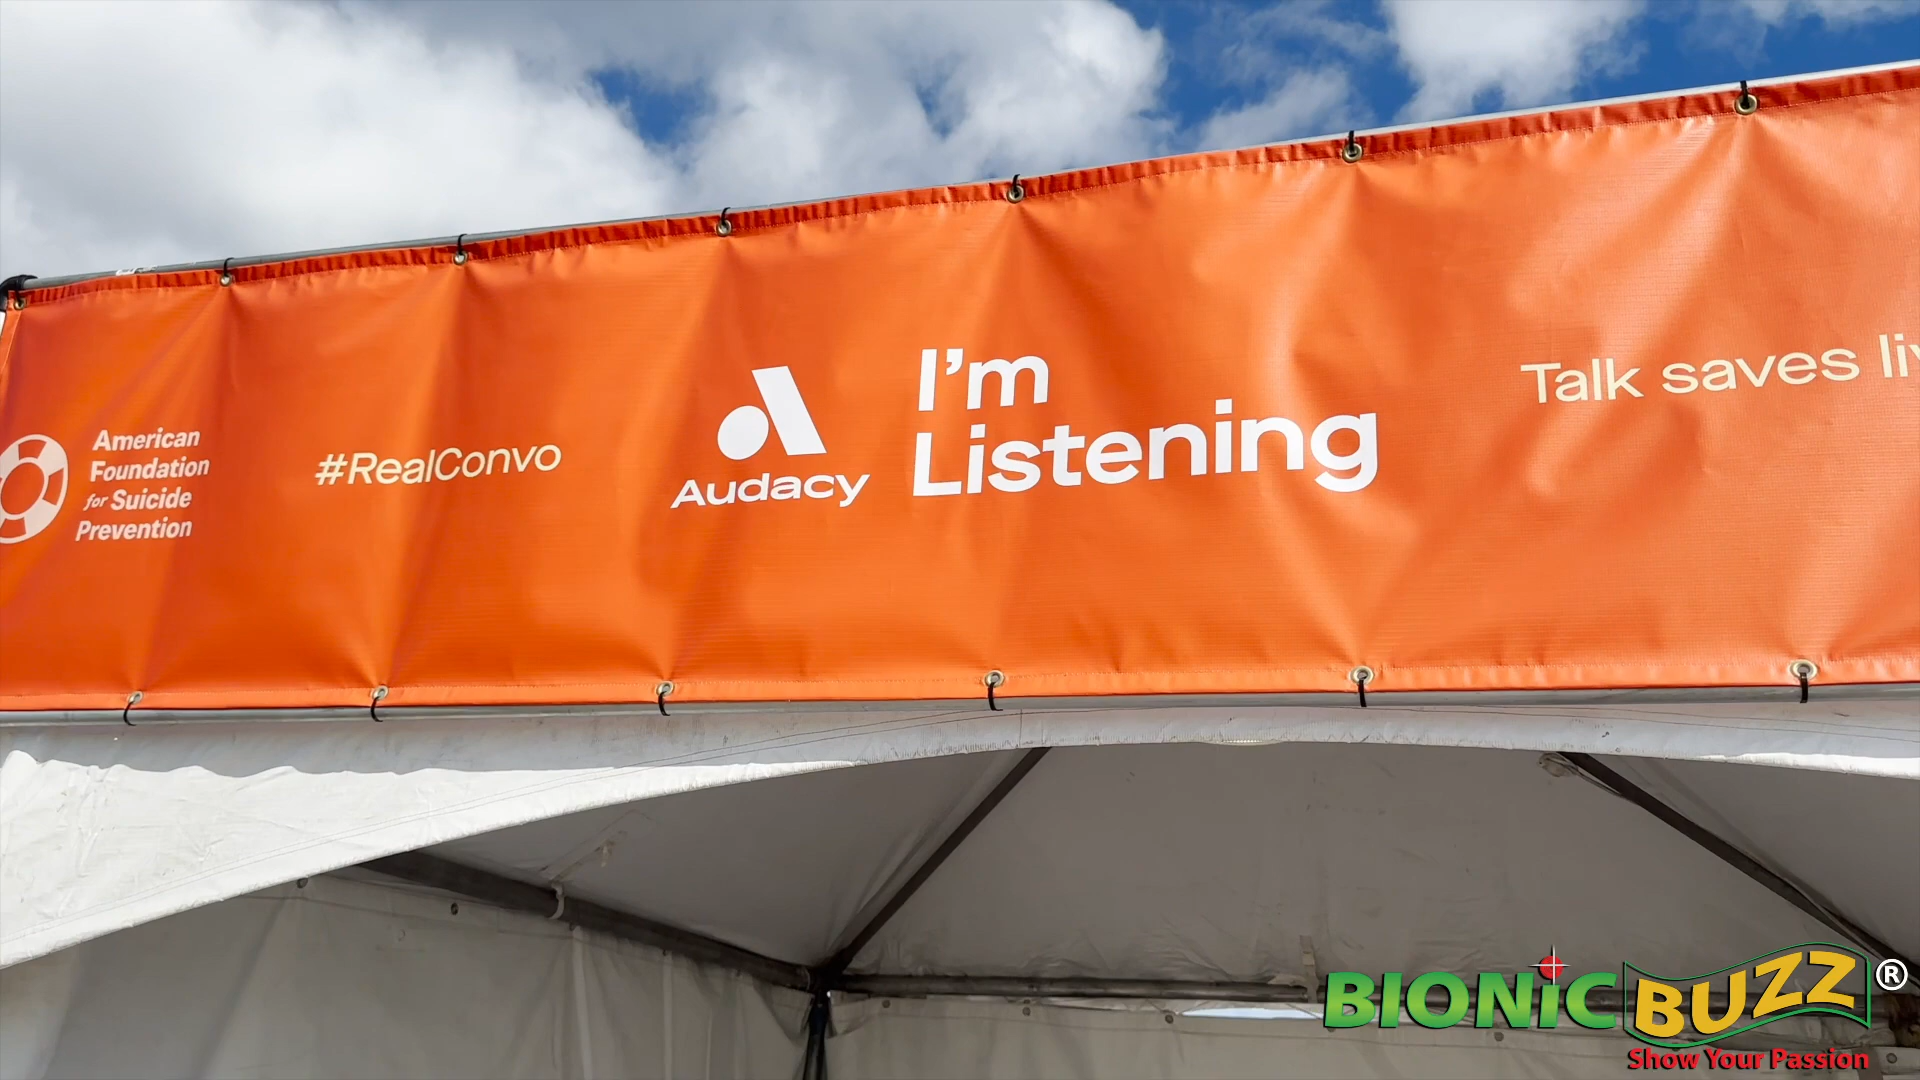 American
Foundation
for Suicide
Prevention
#RealConvo
Audacy
I'm
Listening
Talk saves
BIONiC BUZZ®
Show Your Passion